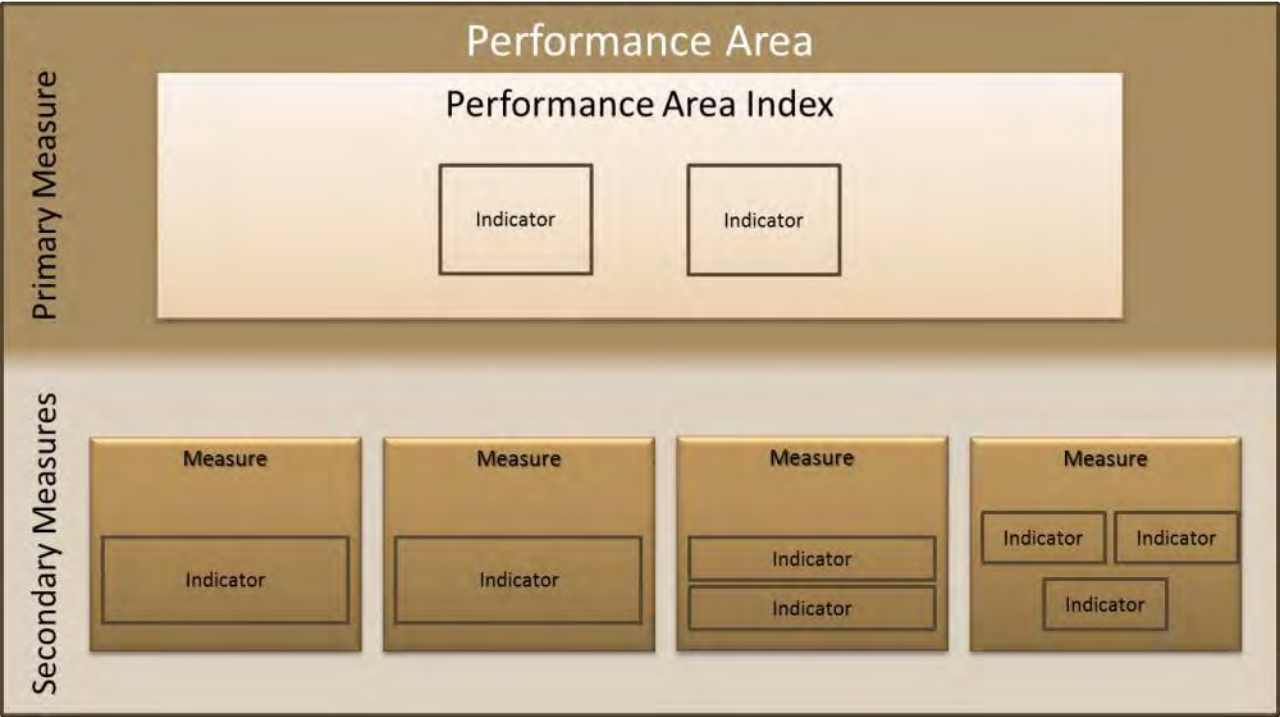 Performance Area
Primary Measure
Performance Area Index
Indicator
Indicator
Secondary Measures
Measure
Indicator
Measure
Indicator
Measure
Indicator
Indicator
Measure
Indicator
Indicator
Indicator